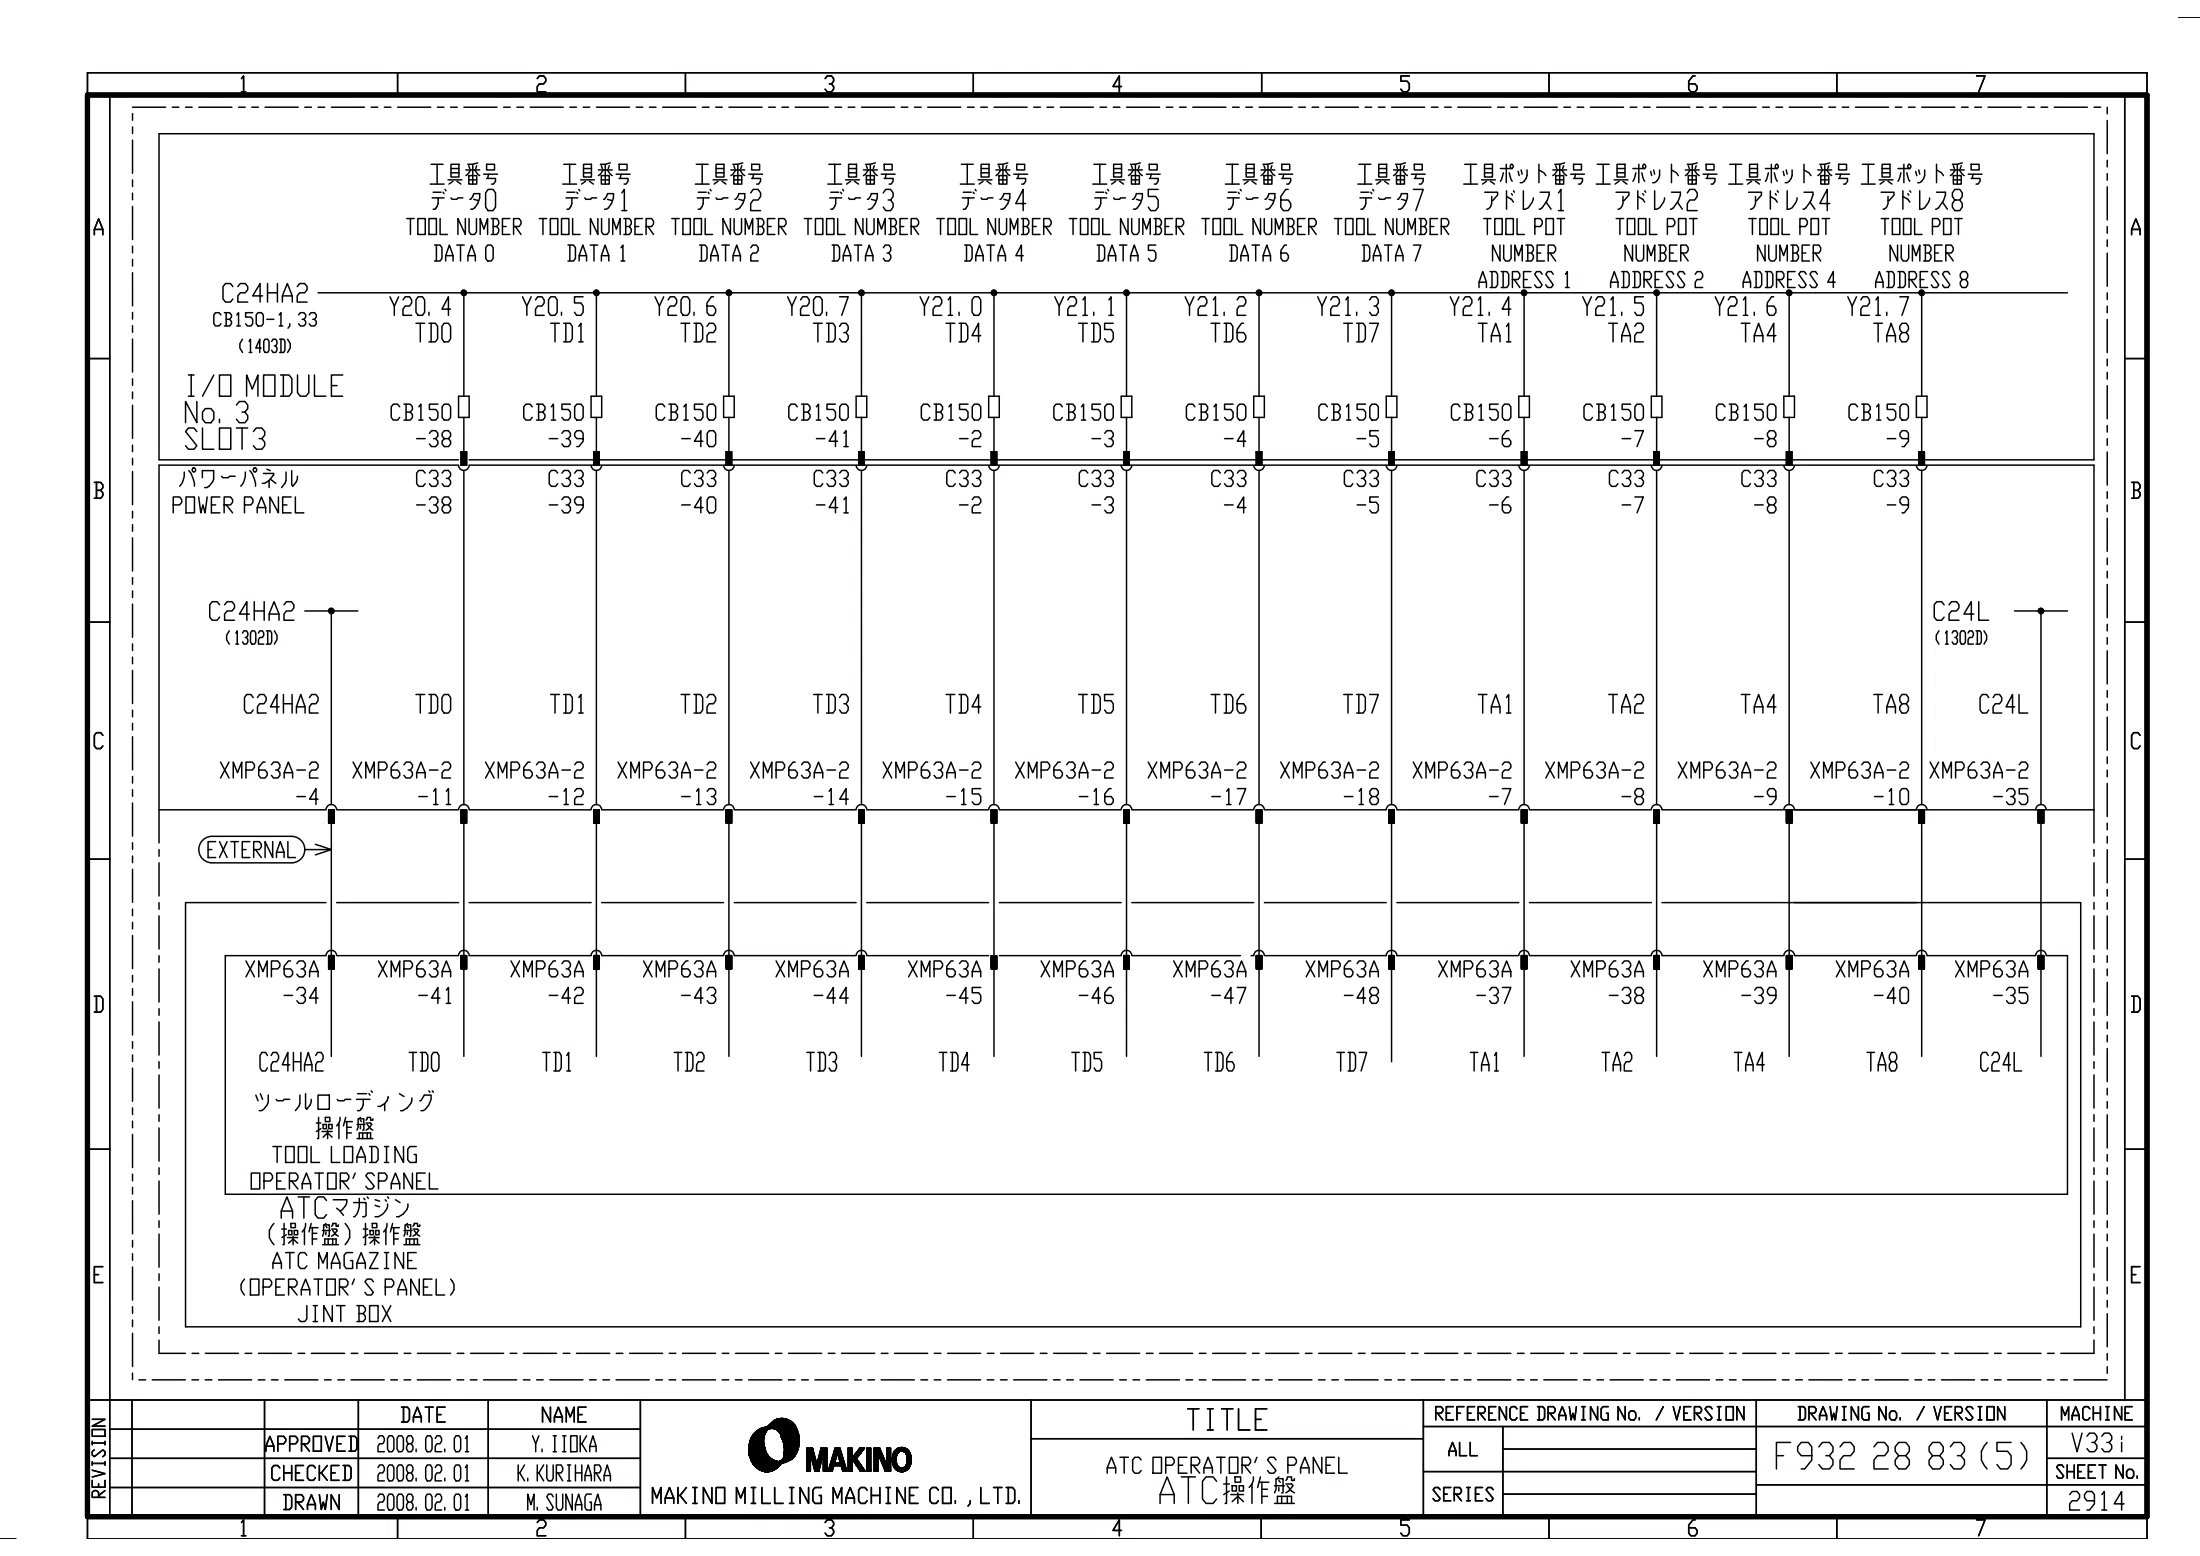 1 2 3 4 5 6 7
工具番号 工具番号 工具番号 工具番号 工具番号 工具番号 工具番号 工具番号 工具ポット番号 工具ポット番号 工具ポット番号 工具ポット番号
データ0 データ1 データ2 データ3 データ4 データ5 データ6 データ7 アドレス1 アドレス2 アドレス4 アドレス8
TOOL NUMBER TOOL NUMBER TOOL NUMBER TOOL NUMBER TOOL NUMBER TOOL NUMBER TOOL NUMBER TOOL NUMBER TOOL POT TOOL POT TOOL POT TOOL POT
A A
DATA 0 DATA 1 DATA 2 DATA 3 DATA 4 DATA 5 DATA 6 DATA 7 NUMBER NUMBER NUMBER NUMBER
ADDRESS 1 ADDRESS 2 ADDRESS 4 ADDRESS 8
C24HA2
Y20.4 Y20.5 Y20.6 Y20.7 Y21.0 Y21.1 Y21.2 Y21.3 Y21.4 Y21.5 Y21.6 Y21.7
CB150-1,33
TD0 TD1 TD2 TD3 TD4 TD5 TD6 TD7 TA1 TA2 TA4 TA8
(1403D)
I/O MODULE
No.3
SLOT3
CB150 CB150 CB150 CB150 CB150 CB150 CB150 CB150 CB150 CB150 CB150 CB150
-38 -39 -40 -41 -2 -3 -4 -5 -6 -7 -8 -9
パワーパネル
POWER PANEL
C33 C33 C33 C33 C33 C33 C33 C33 C33 C33 C33 C33
B B
-38 -39 -40 -41 -2 -3 -4 -5 -6 -7 -8 -9
C24HA2 C24L
(1302D) (1302D)
C24HA2 TD0 TD1 TD2 TD3 TD4 TD5 TD6 TD7 TA1 TA2 TA4 TA8 C24L
C C
XMP63A-2 XMP63A-2 XMP63A-2 XMP63A-2 XMP63A-2 XMP63A-2 XMP63A-2 XMP63A-2 XMP63A-2 XMP63A-2 XMP63A-2 XMP63A-2 XMP63A-2 XMP63A-2
-4 -11 -12 -13 -14 -15 -16 -17 -18 -7 -8 -9 -10 -35
EXTERNAL
XMP63A XMP63A XMP63A XMP63A XMP63A XMP63A XMP63A XMP63A XMP63A XMP63A XMP63A XMP63A XMP63A XMP63A
-34 -41 -42 -43 -44 -45 -46 -47 -48 -37 -38 -39 -40 -35
D D
C24HA2 TD0 TD1 TD2 TD3 TD4 TD5 TD6 TD7 TA1 TA2 TA4 TA8 C24L
ツールローディング
操作盤
TOOL LOADING
OPERATOR'SPANEL
ATCマガジン
(操作盤)操作盤
ATC MAGAZINE
E E
(OPERATOR'S PANEL)
JINT BOX
REVISION
DATE NAME
APPROVED 2008.02.01 Y. IIOKA
CHECKED 2008.02.01 K. KURIHARA
DRAWN 2008.02.01 M. SUNAGA
MAKINO
MAKINO MILLING MACHINE CO.,LTD.
TITLE
ATC OPERATOR'S PANEL
ATC操作盤
REFERENCE DRAWING No. / VERSION
ALL
SERIES
DRAWING No. / VERSION
F932 28 83(5)
MACHINE
V33i
SHEET No.
2914
1 2 3 4 5 6 7